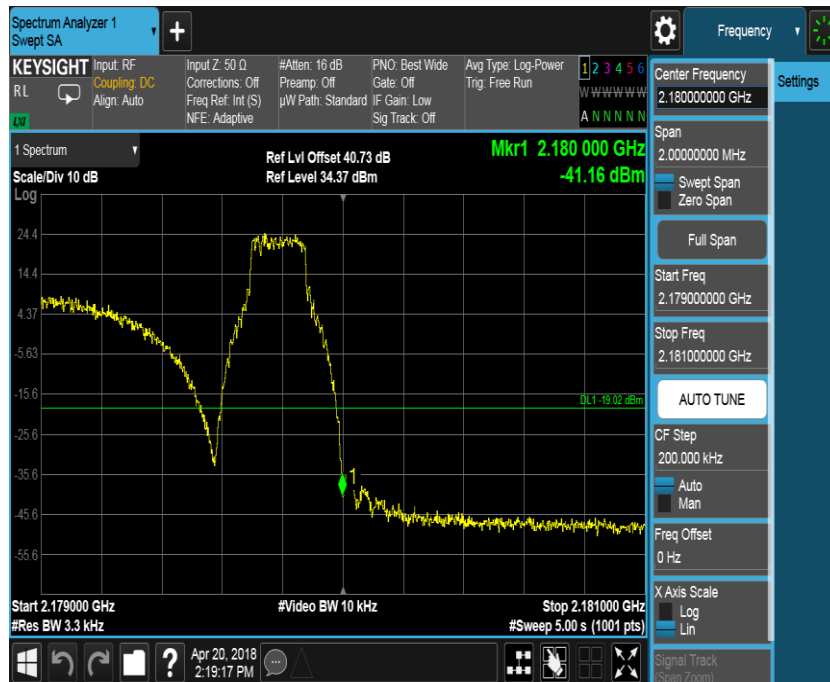 Spectrum Analyzer 1
Swept SA
+
Frequency
KEYSIGHT
RL
LXI
Input: RF
Coupling: DC
Align: Auto
Input Z: 50 Ω
Corrections: Off
Freq Ref: Int (S)
NFE: Adaptive
#Atten: 16 dB
Preamp: Off
µW Path: Standard
PNO: Best Wide
Gate: Off
IF Gain: Low
Sig Track: Off
Avg Type: Log-Power
Trig: Free Run
1 2 3 4 5 6
W W W W W W
A N N N N N
1 Spectrum
Scale/Div 10 dB
Ref Lvl Offset 40.73 dB
Ref Level 34.37 dBm
Mkr1 2.180 000 GHz
-41.16 dBm
Log
24.4
14.4
4.37
-5.63
-15.6
-25.6
-35.6
-45.6
-55.6
DL1 -19.02 dBm
1
Start 2.179000 GHz
#Res BW 3.3 kHz
#Video BW 10 kHz
Stop 2.181000 GHz
#Sweep 5.00 s (1001 pts)
Center Frequency
2.180000000 GHz
Span
2.00000000 MHz
Swept Span
Zero Span
Full Span
Start Freq
2.179000000 GHz
Stop Freq
2.181000000 GHz
AUTO TUNE
CF Step
200.000 kHz
Auto
Man
Freq Offset
0 Hz
X Axis Scale
Log
Lin
Signal Track
(Span Zoom)
Settings
?
Apr 20, 2018
2:19:17 PM